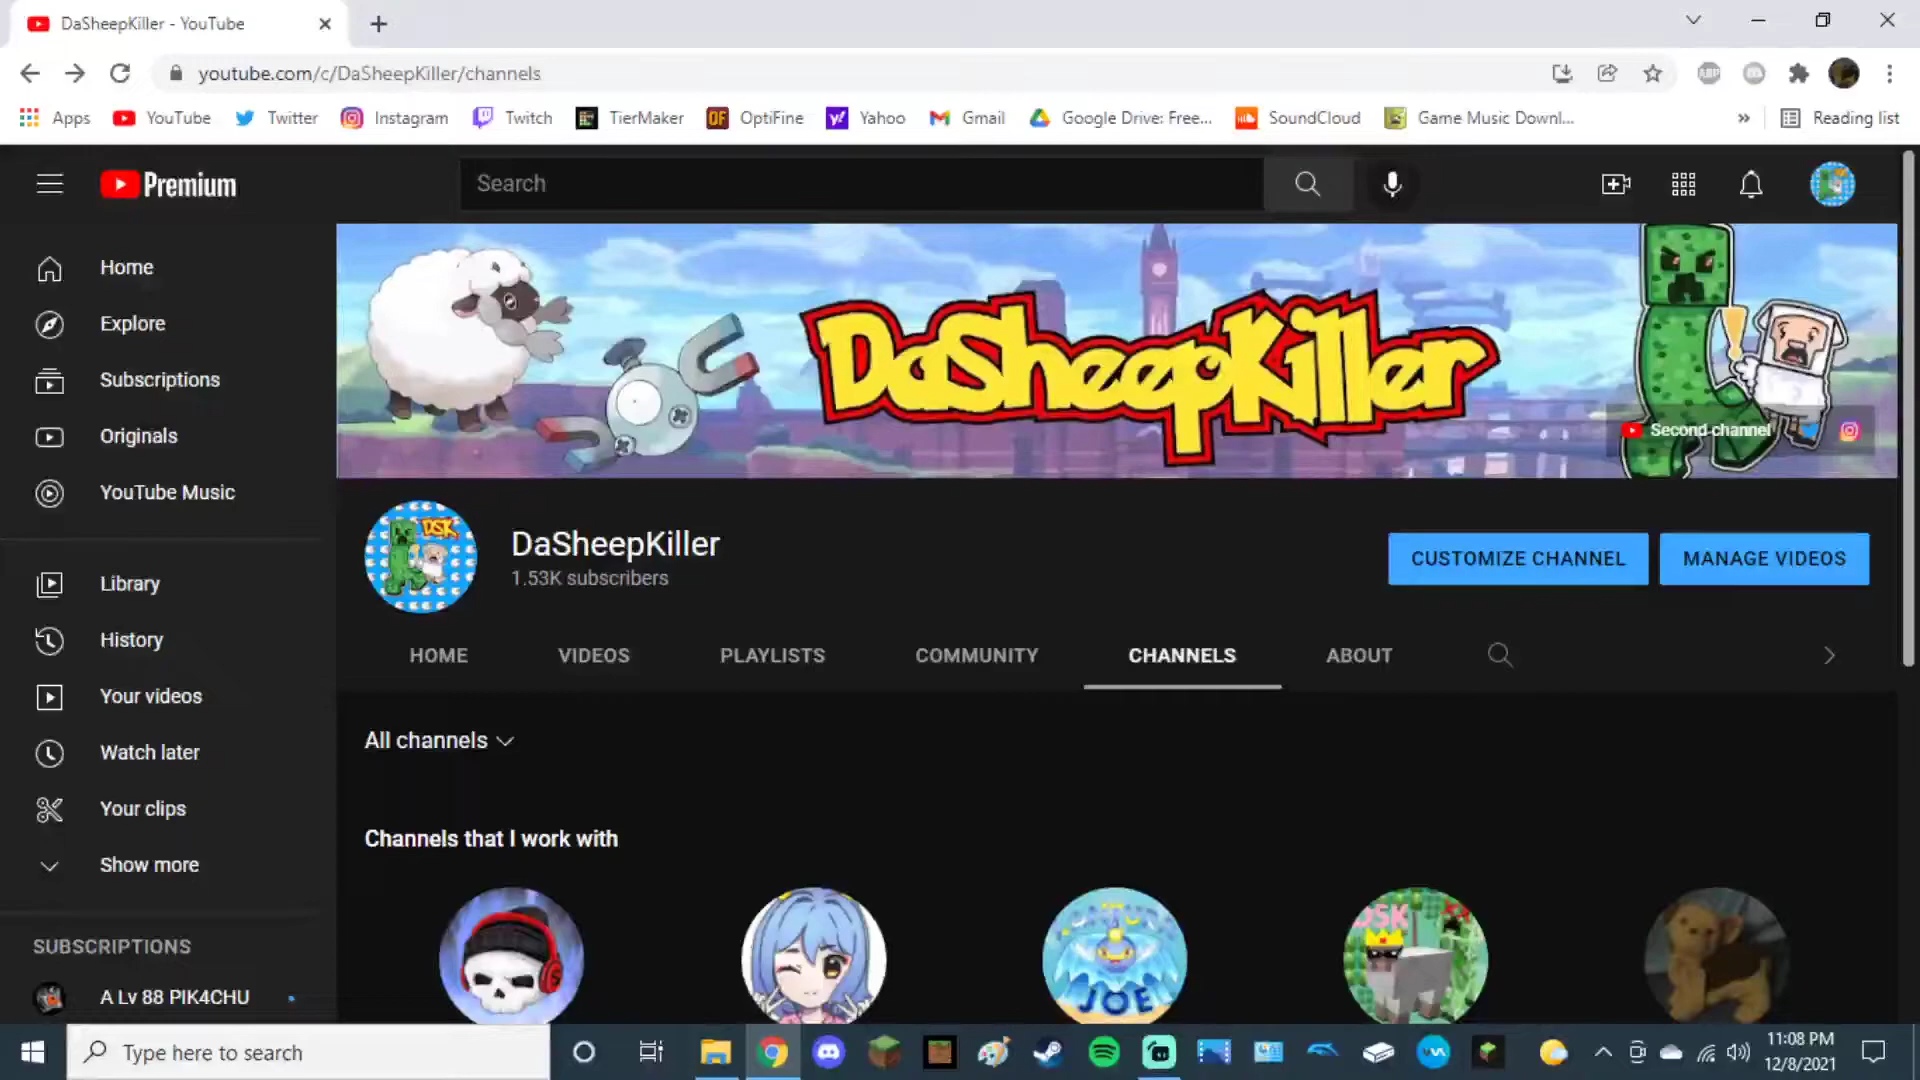 DaSheepKiller - YouTube
youtube.com/c/DaSheepKiller/channels
Apps YouTube Twitter Instagram Twitch TierMaker OptiFine Yahoo Gmail Google Drive: Free... SoundCloud Game Music Downl... » Reading list
Premium
Search
Home
Explore
Subscriptions
Originals
YouTube Music
Library
History
Your videos
Watch later
Your clips
Show more
SUBSCRIPTIONS
A Lv 88 PIK4CHU
DaSheepKiller
Second channel
DSK
DaSheepKiller
1.53K subscribers
CUSTOMIZE CHANNEL
MANAGE VIDEOS
HOME VIDEOS PLAYLISTS COMMUNITY CHANNELS ABOUT
All channels
Channels that I work with
JOE
DSK
Type here to search
11:08 PM
12/8/2021